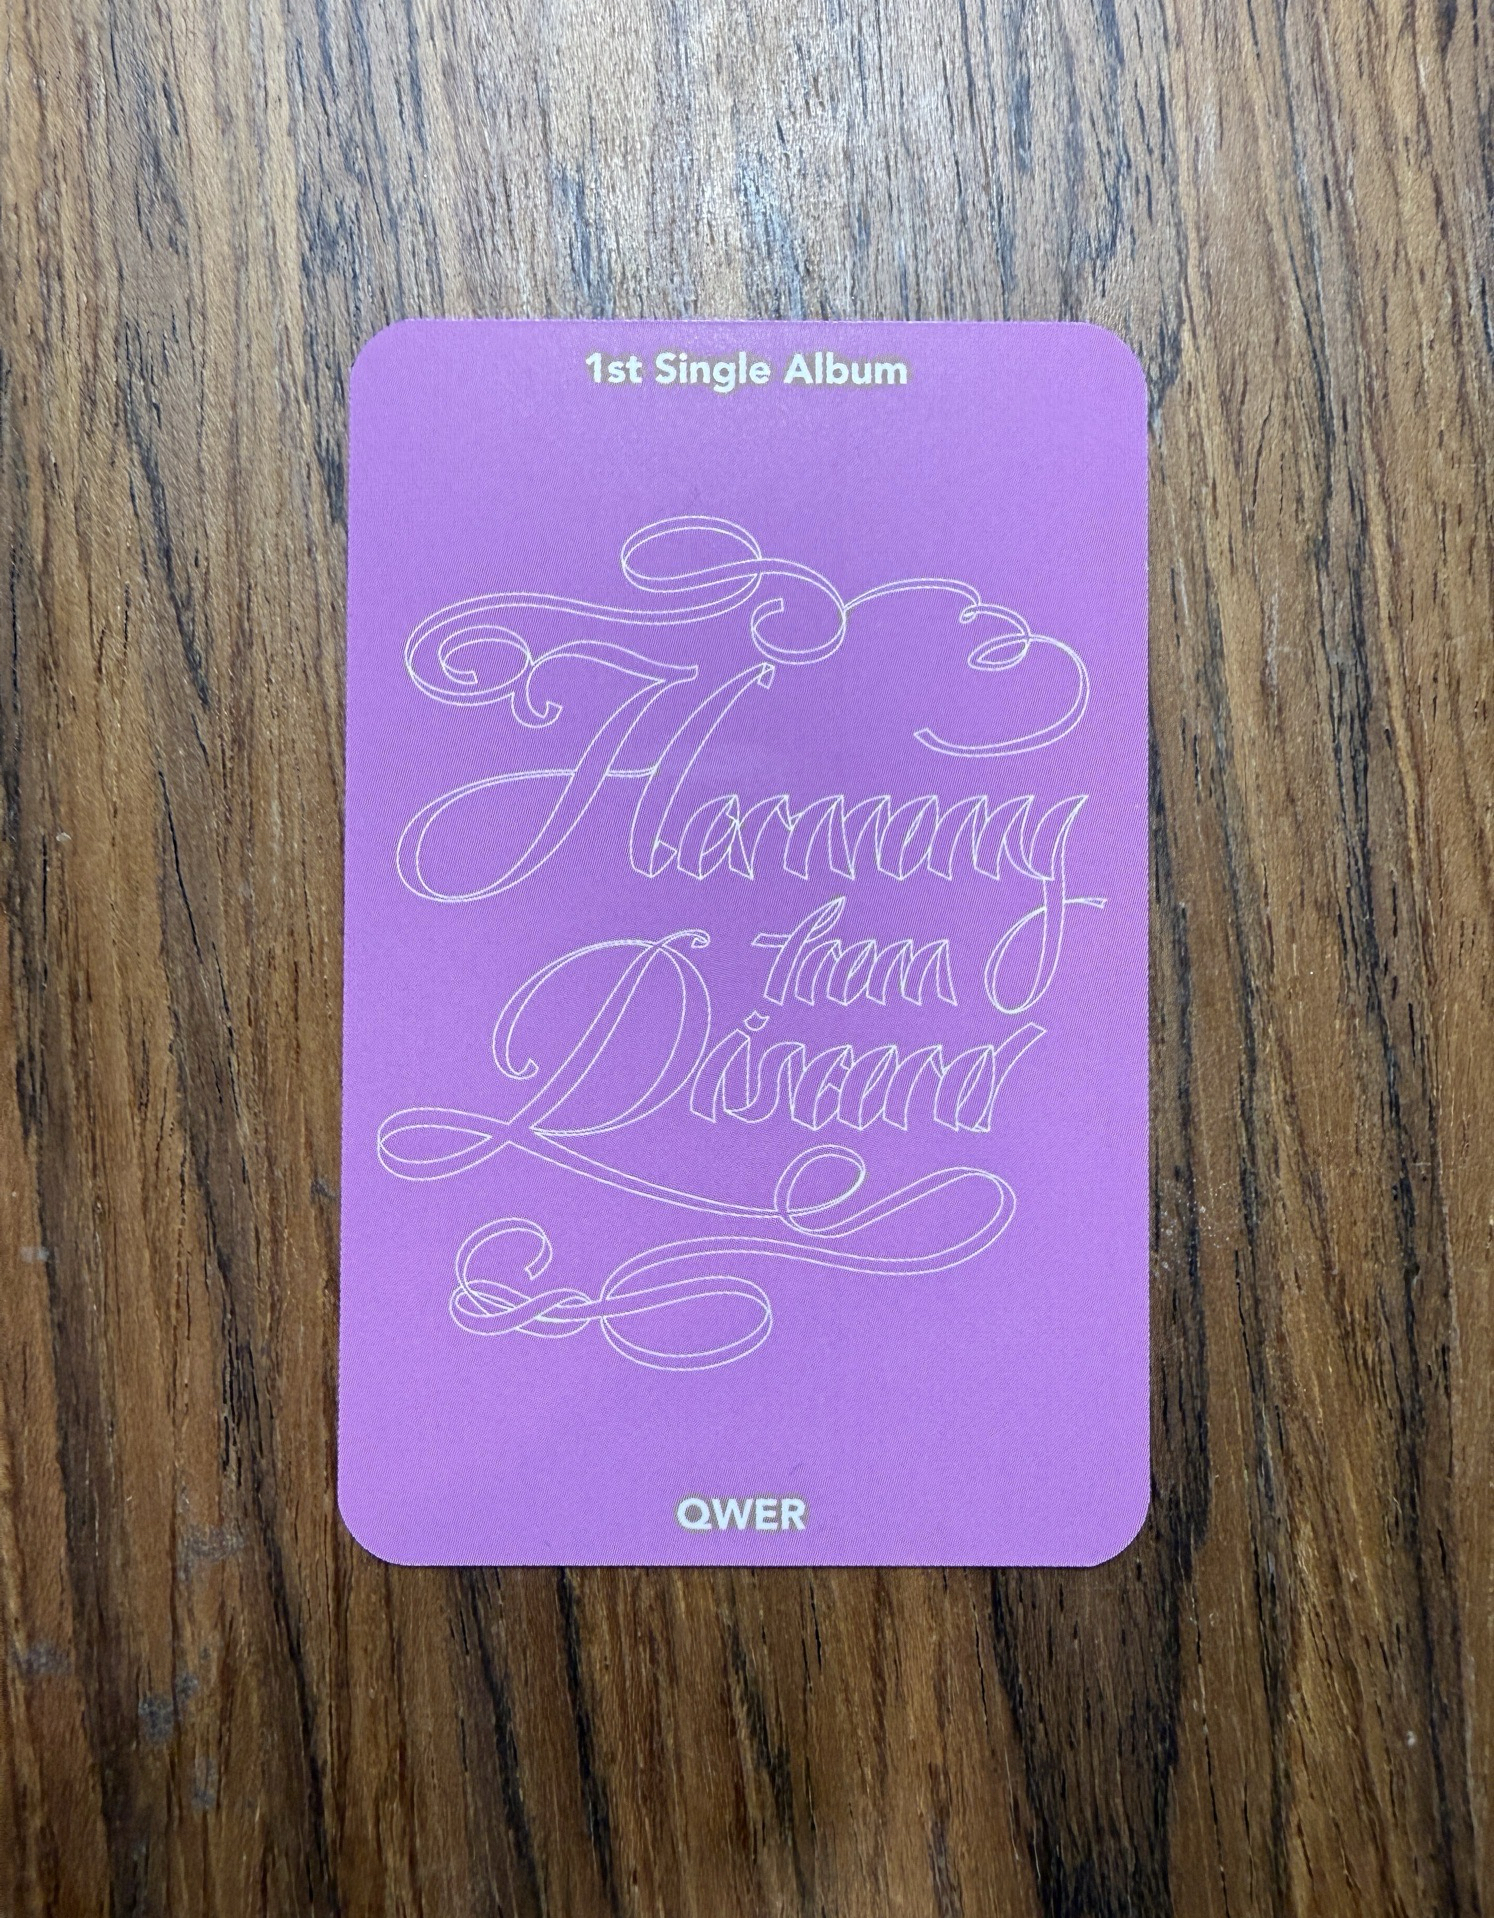 1st Single Album
Harmony
from
Discord
QWER